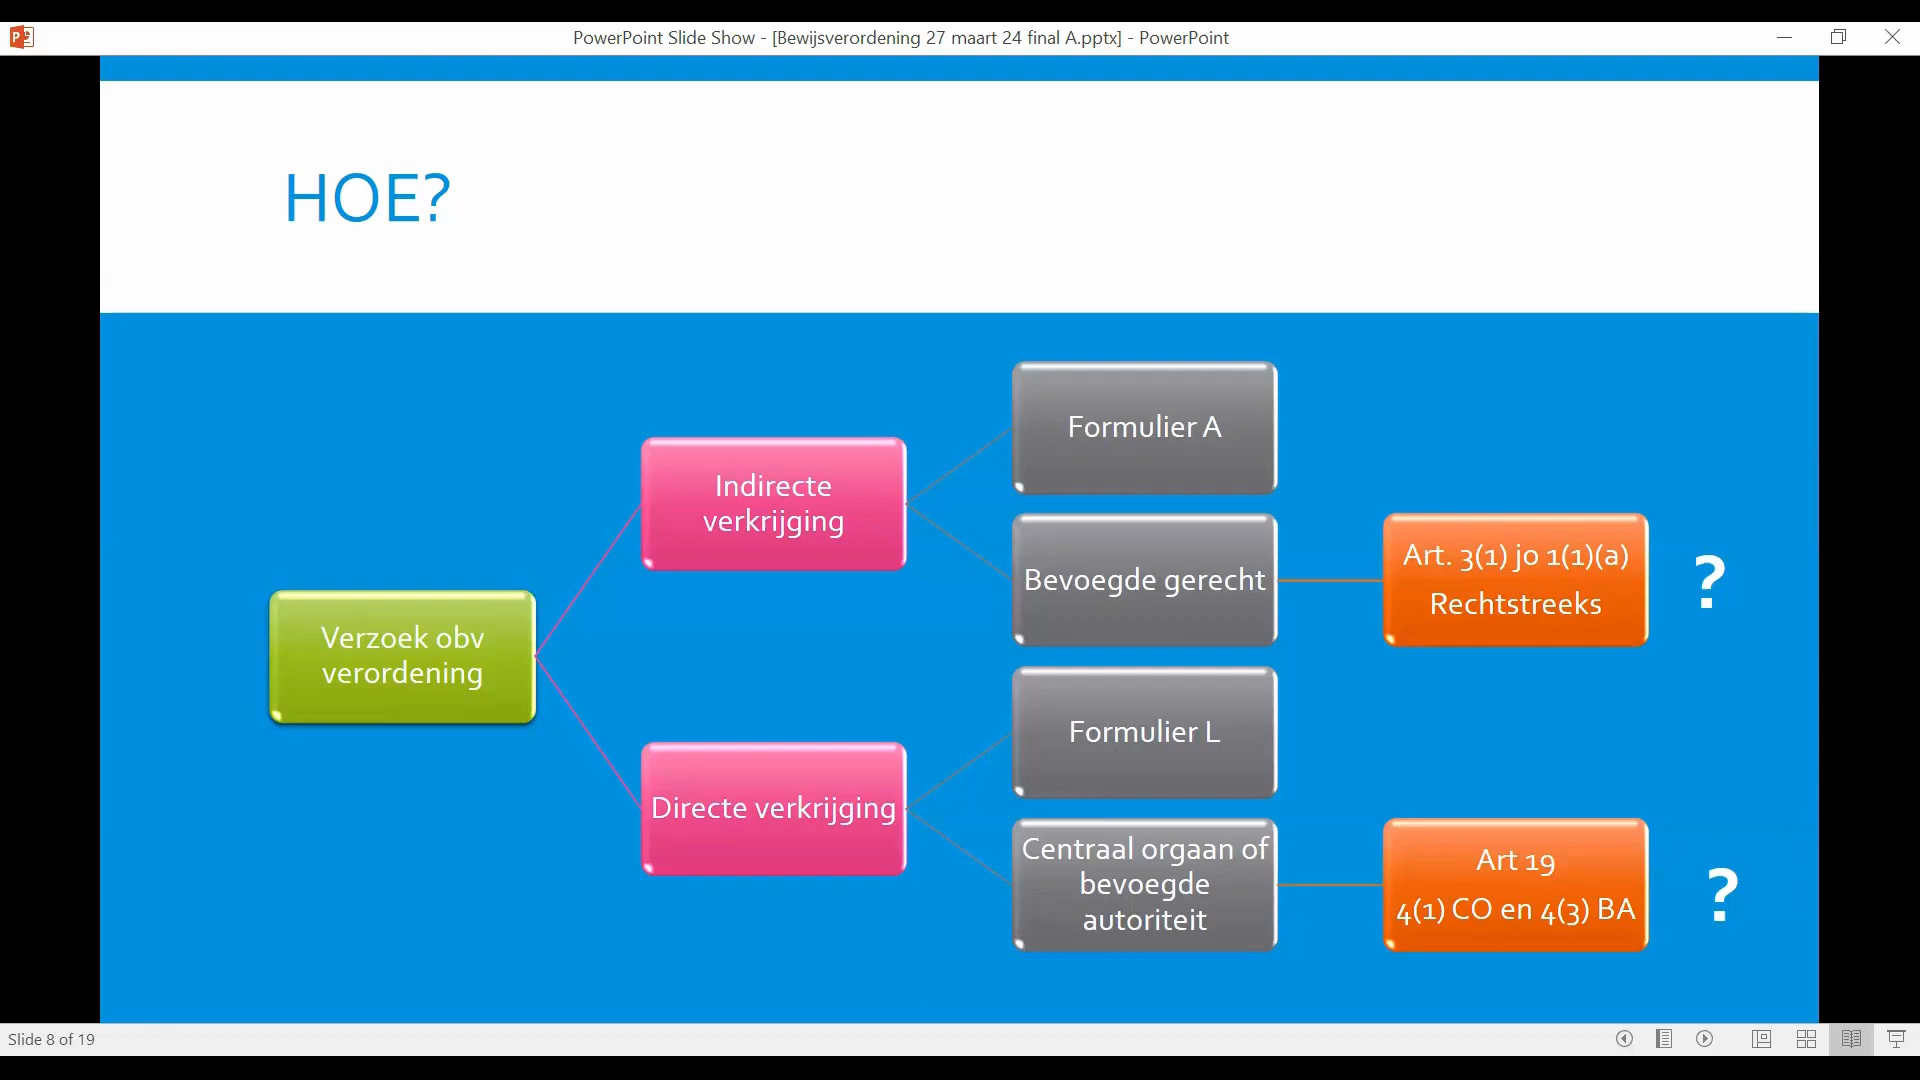 PowerPoint Slide Show - [Bewijsverordening 27 maart 24 final A.pptx] - PowerPoint
HOE?
Verzoek obv
verordening
Indirecte
verkrijging
Formulier A
Bevoegde gerecht
Art. 3(1) jo 1(1)(a)
Rechtstreeks
?
Directe verkrijging
Formulier L
Centraal orgaan of
bevoegde
autoriteit
Art 19
4(1) CO en 4(3) BA
?
Slide 8 of 19